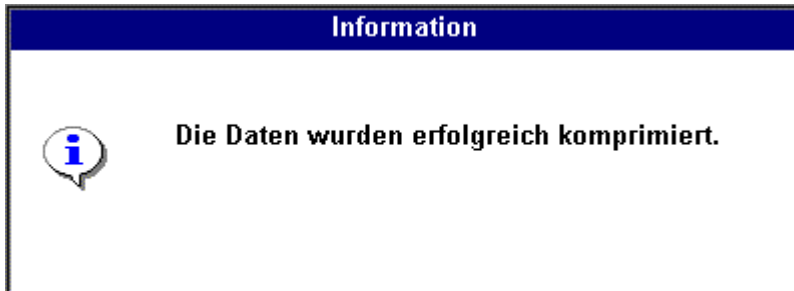 Information
Die Daten wurden erfolgreich komprimiert.